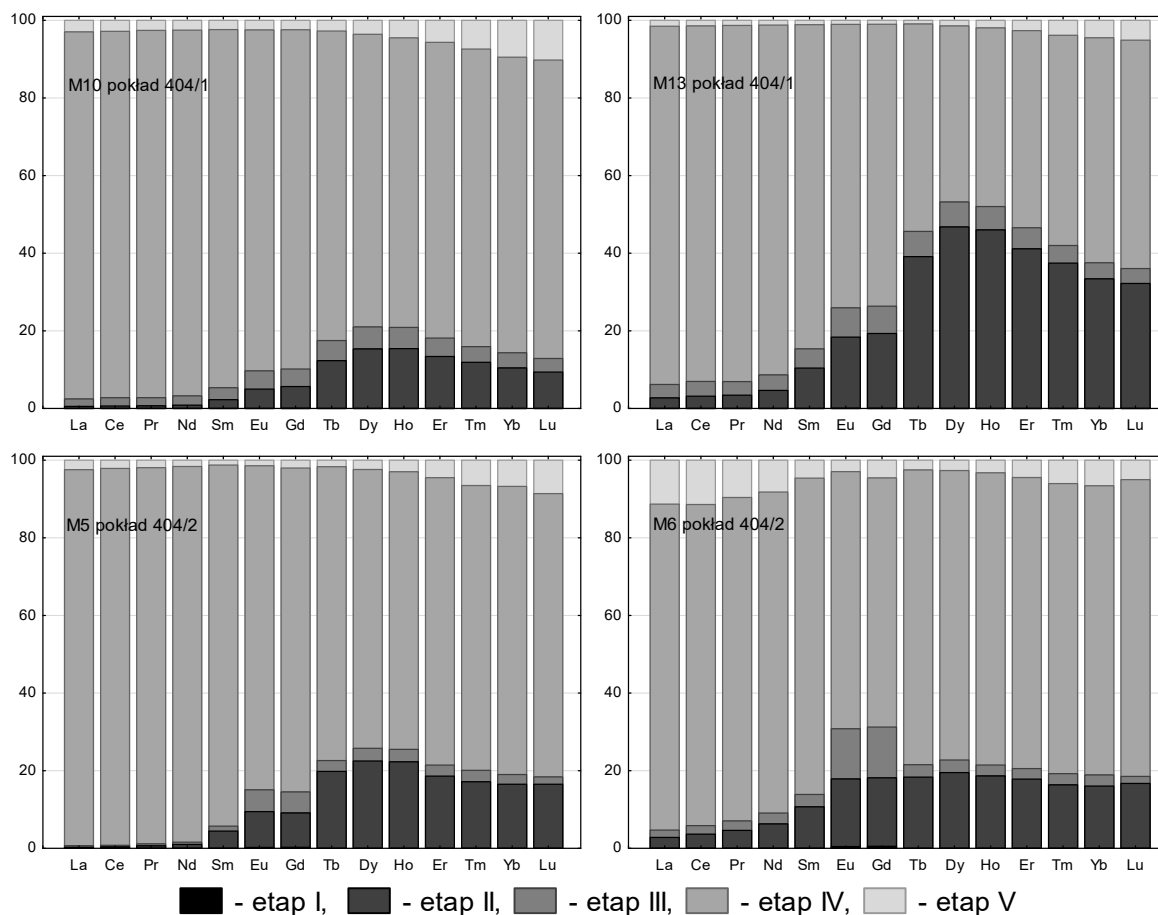 100
80
60
40
20
0
M10 pokład 404/1
La Ce Pr Nd Sm Eu Gd Tb Dy Ho Er Tm Yb Lu
100
80
60
40
20
0
M13 pokład 404/1
La Ce Pr Nd Sm Eu Gd Tb Dy Ho Er Tm Yb Lu
100
80
60
40
20
0
M5 pokład 404/2
La Ce Pr Nd Sm Eu Gd Tb Dy Ho Er Tm Yb Lu
100
80
60
40
20
0
M6 pokład 404/2
La Ce Pr Nd Sm Eu Gd Tb Dy Ho Er Tm Yb Lu
- etap I, - etap II, - etap III, - etap IV, - etap V